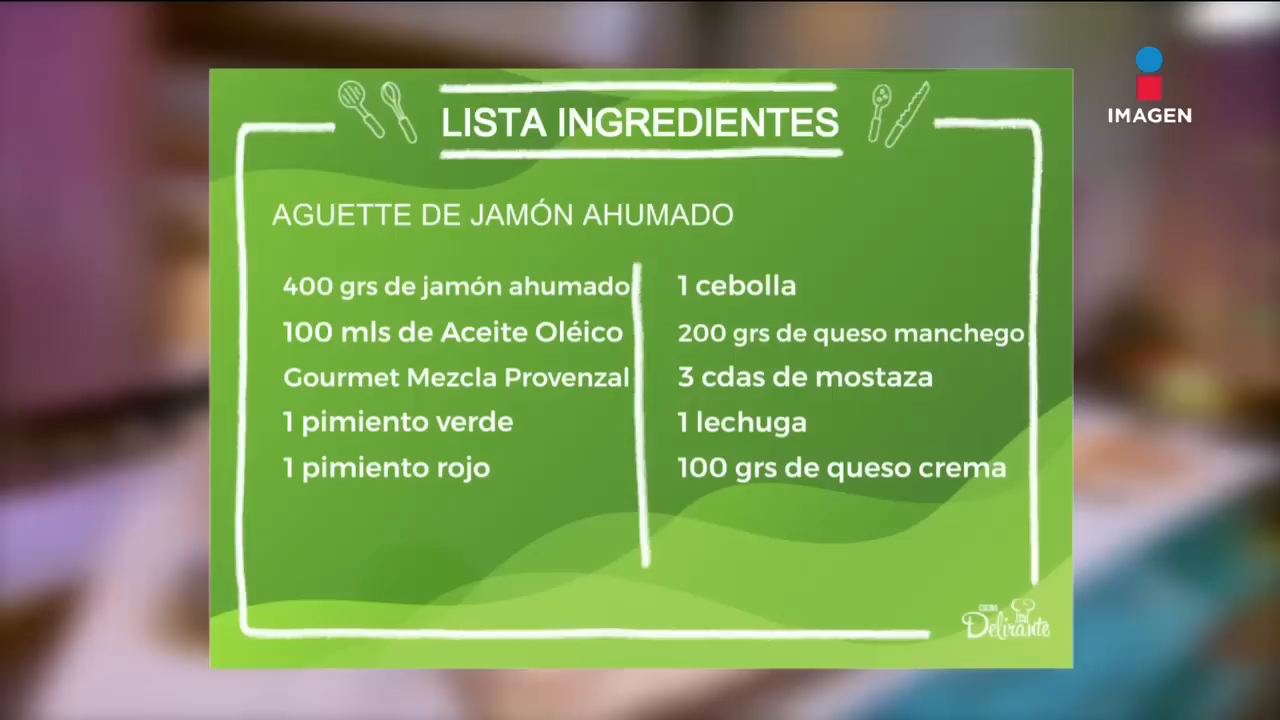 IMAGEN
LISTA INGREDIENTES
AGUETTE DE JAMÓN AHUMADO
400 grs de jamón ahumado
100 mls de Aceite Oléico
Gourmet Mezcla Provenzal
1 pimiento verde
1 pimiento rojo
1 cebolla
200 grs de queso manchego
3 cdas de mostaza
1 lechuga
100 grs de queso crema
COCINA
Delirante